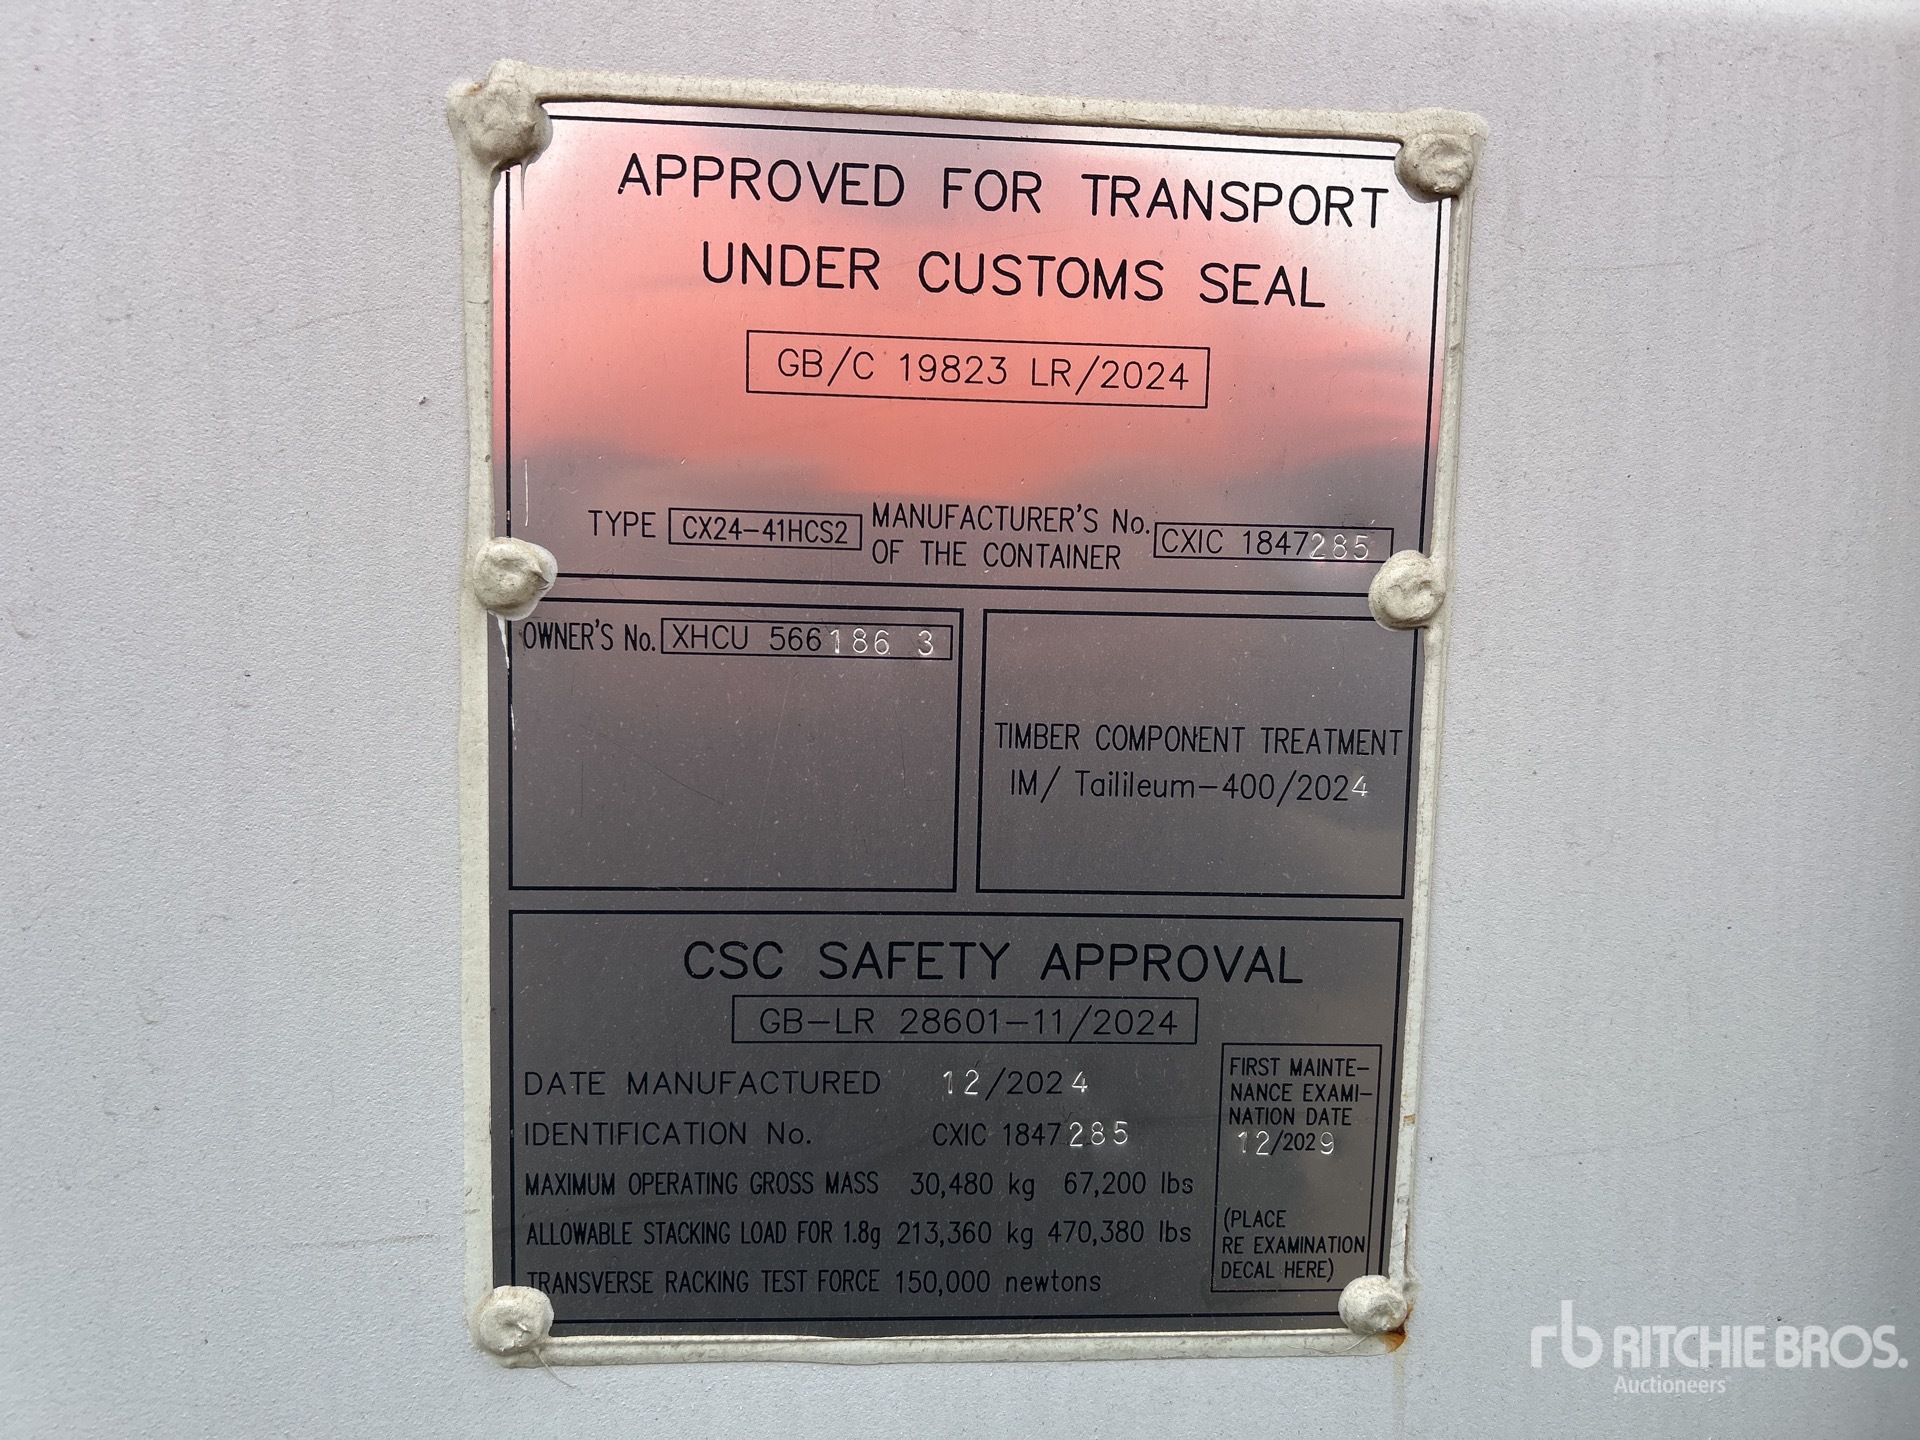 APPROVED FOR TRANSPORT
UNDER CUSTOMS SEAL
GB/C 19823 LR/2024
TYPE CX24-41HCS2 MANUFACTURER'S No. OF THE CONTAINER CXIC 1847285
OWNER'S No. XHCU 566186 3
TIMBER COMPONENT TREATMENT
IM/ Tailileum-400/2024
CSC SAFETY APPROVAL
GB-LR 28601-11/2024
DATE MANUFACTURED 12/2024
IDENTIFICATION No. CXIC 1847285
MAXIMUM OPERATING GROSS MASS 30,480 kg 67,200 lbs
ALLOWABLE STACKING LOAD FOR 1.8g 213,360 kg 470,380 lbs
TRANSVERSE RACKING TEST FORCE 150,000 newtons
FIRST MAINTE-
NANCE EXAMI-
NATION DATE
12/2029
(PLACE
RE EXAMINATION
DECAL HERE)
rb RITCHIE BROS.
Auctioneers